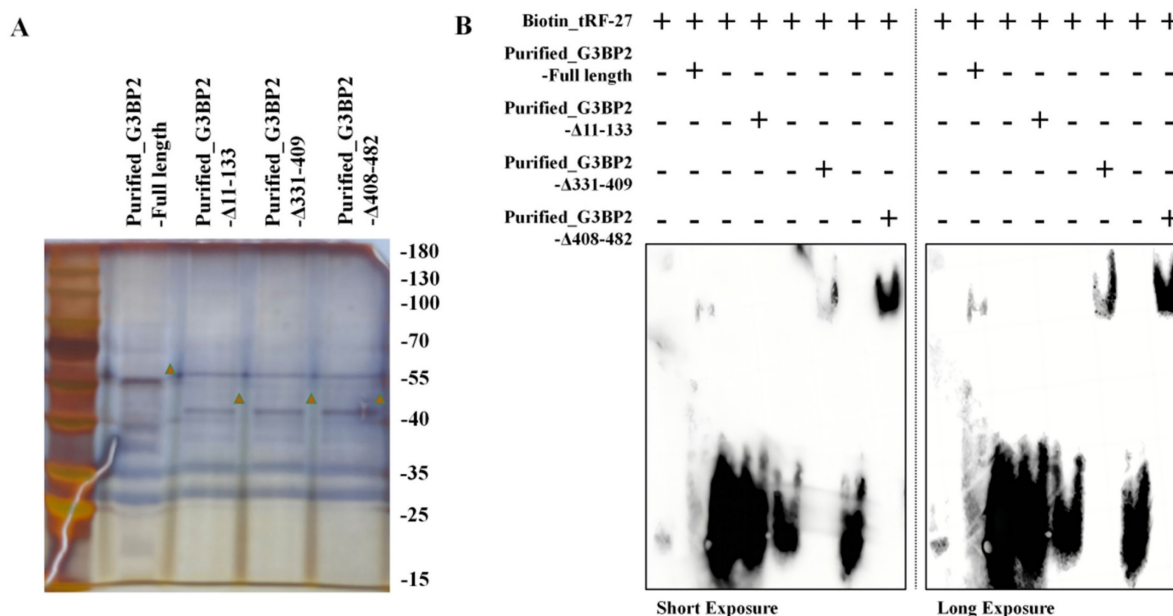 A
Purified_G3BP2
-Full length
Purified_G3BP2
-Δ11-133
Purified_G3BP2
-Δ331-409
Purified_G3BP2
-Δ408-482
-180
-130
-100
-70
-55
-40
-35
-25
-15
B
Biotin_tRF-27 + + + + + + + + + + + + + + + +
Purified_G3BP2
-Full length - + - - - - - - - + - - - - - -
Purified_G3BP2
-Δ11-133 - - - + - - - - - - - + - - - -
Purified_G3BP2
-Δ331-409 - - - - - + - - - - - - - + - -
Purified_G3BP2
-Δ408-482 - - - - - - - + - - - - - - - +
Short Exposure
Long Exposure